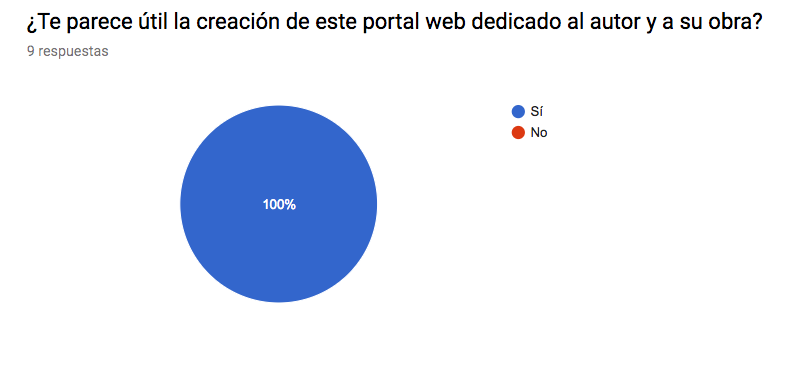 ¿Te parece útil la creación de este portal web dedicado al autor y a su obra?
9 respuestas
Sí
No
100%